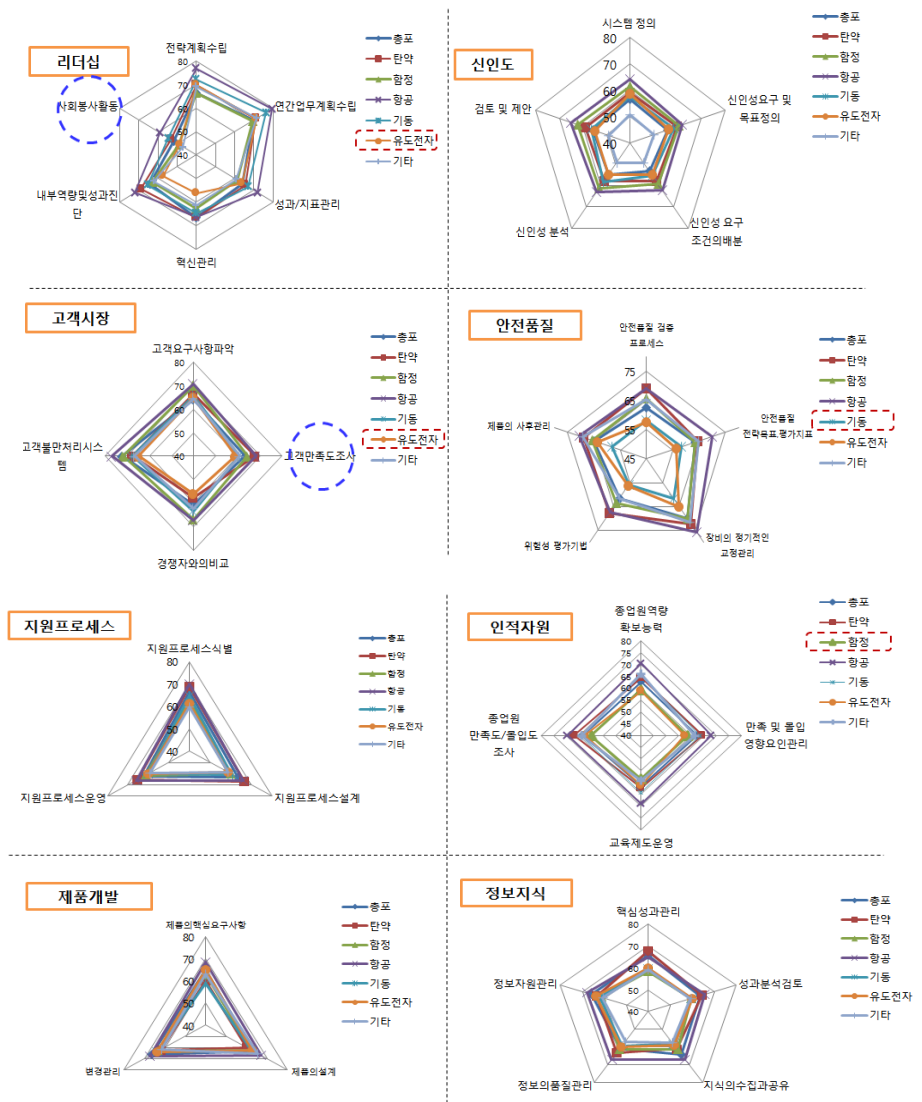 리더십
전략계획수립
80
70
60
50
40
연간업무계획수립
성과/지표관리
혁신관리
내부역량및성과진
단
사회봉사활동
총포
탄약
함정
항공
기동
유도전자
기타
신인도
시스템 정의
80
70
60
50
40
신인성요구 및
목표정의
신인성 요구
조건의배분
신인성 분석
검토 및 제안
총포
탄약
함정
항공
기동
유도전자
기타
고객시장
고객요구사항파악
80
70
60
50
40
고객만족도조사
경쟁자와의비교
고객불만처리시스
템
총포
탄약
함정
항공
기동
유도전자
기타
안전품질
안전품질 검증
프로세스
75
65
55
45
안전품질
전략목표.평가지표
장비의 정기적인
교정관리
위험성 평가기법
제품의 사후관리
총포
탄약
함정
항공
기동
유도전자
기타
지원프로세스
지원프로세스식별
80
70
60
50
40
지원프로세스설계
지원프로세스운영
총포
탄약
함정
항공
기동
유도전자
기타
인적자원
종업원역량
확보능력
80
75
70
65
60
55
50
45
40
만족 및 몰입
영향요인관리
교육제도운영
종업원
만족도/몰입도
조사
총포
탄약
함정
항공
기동
유도전자
기타
제품개발
제품의핵심요구사항
80
70
60
50
40
제품의설계
변경관리
총포
탄약
함정
항공
기동
유도전자
기타
정보지식
핵심성과관리
80
70
60
50
40
성과분석검토
지식의수집과공유
정보의품질관리
정보자원관리
총포
탄약
함정
항공
기동
유도전자
기타